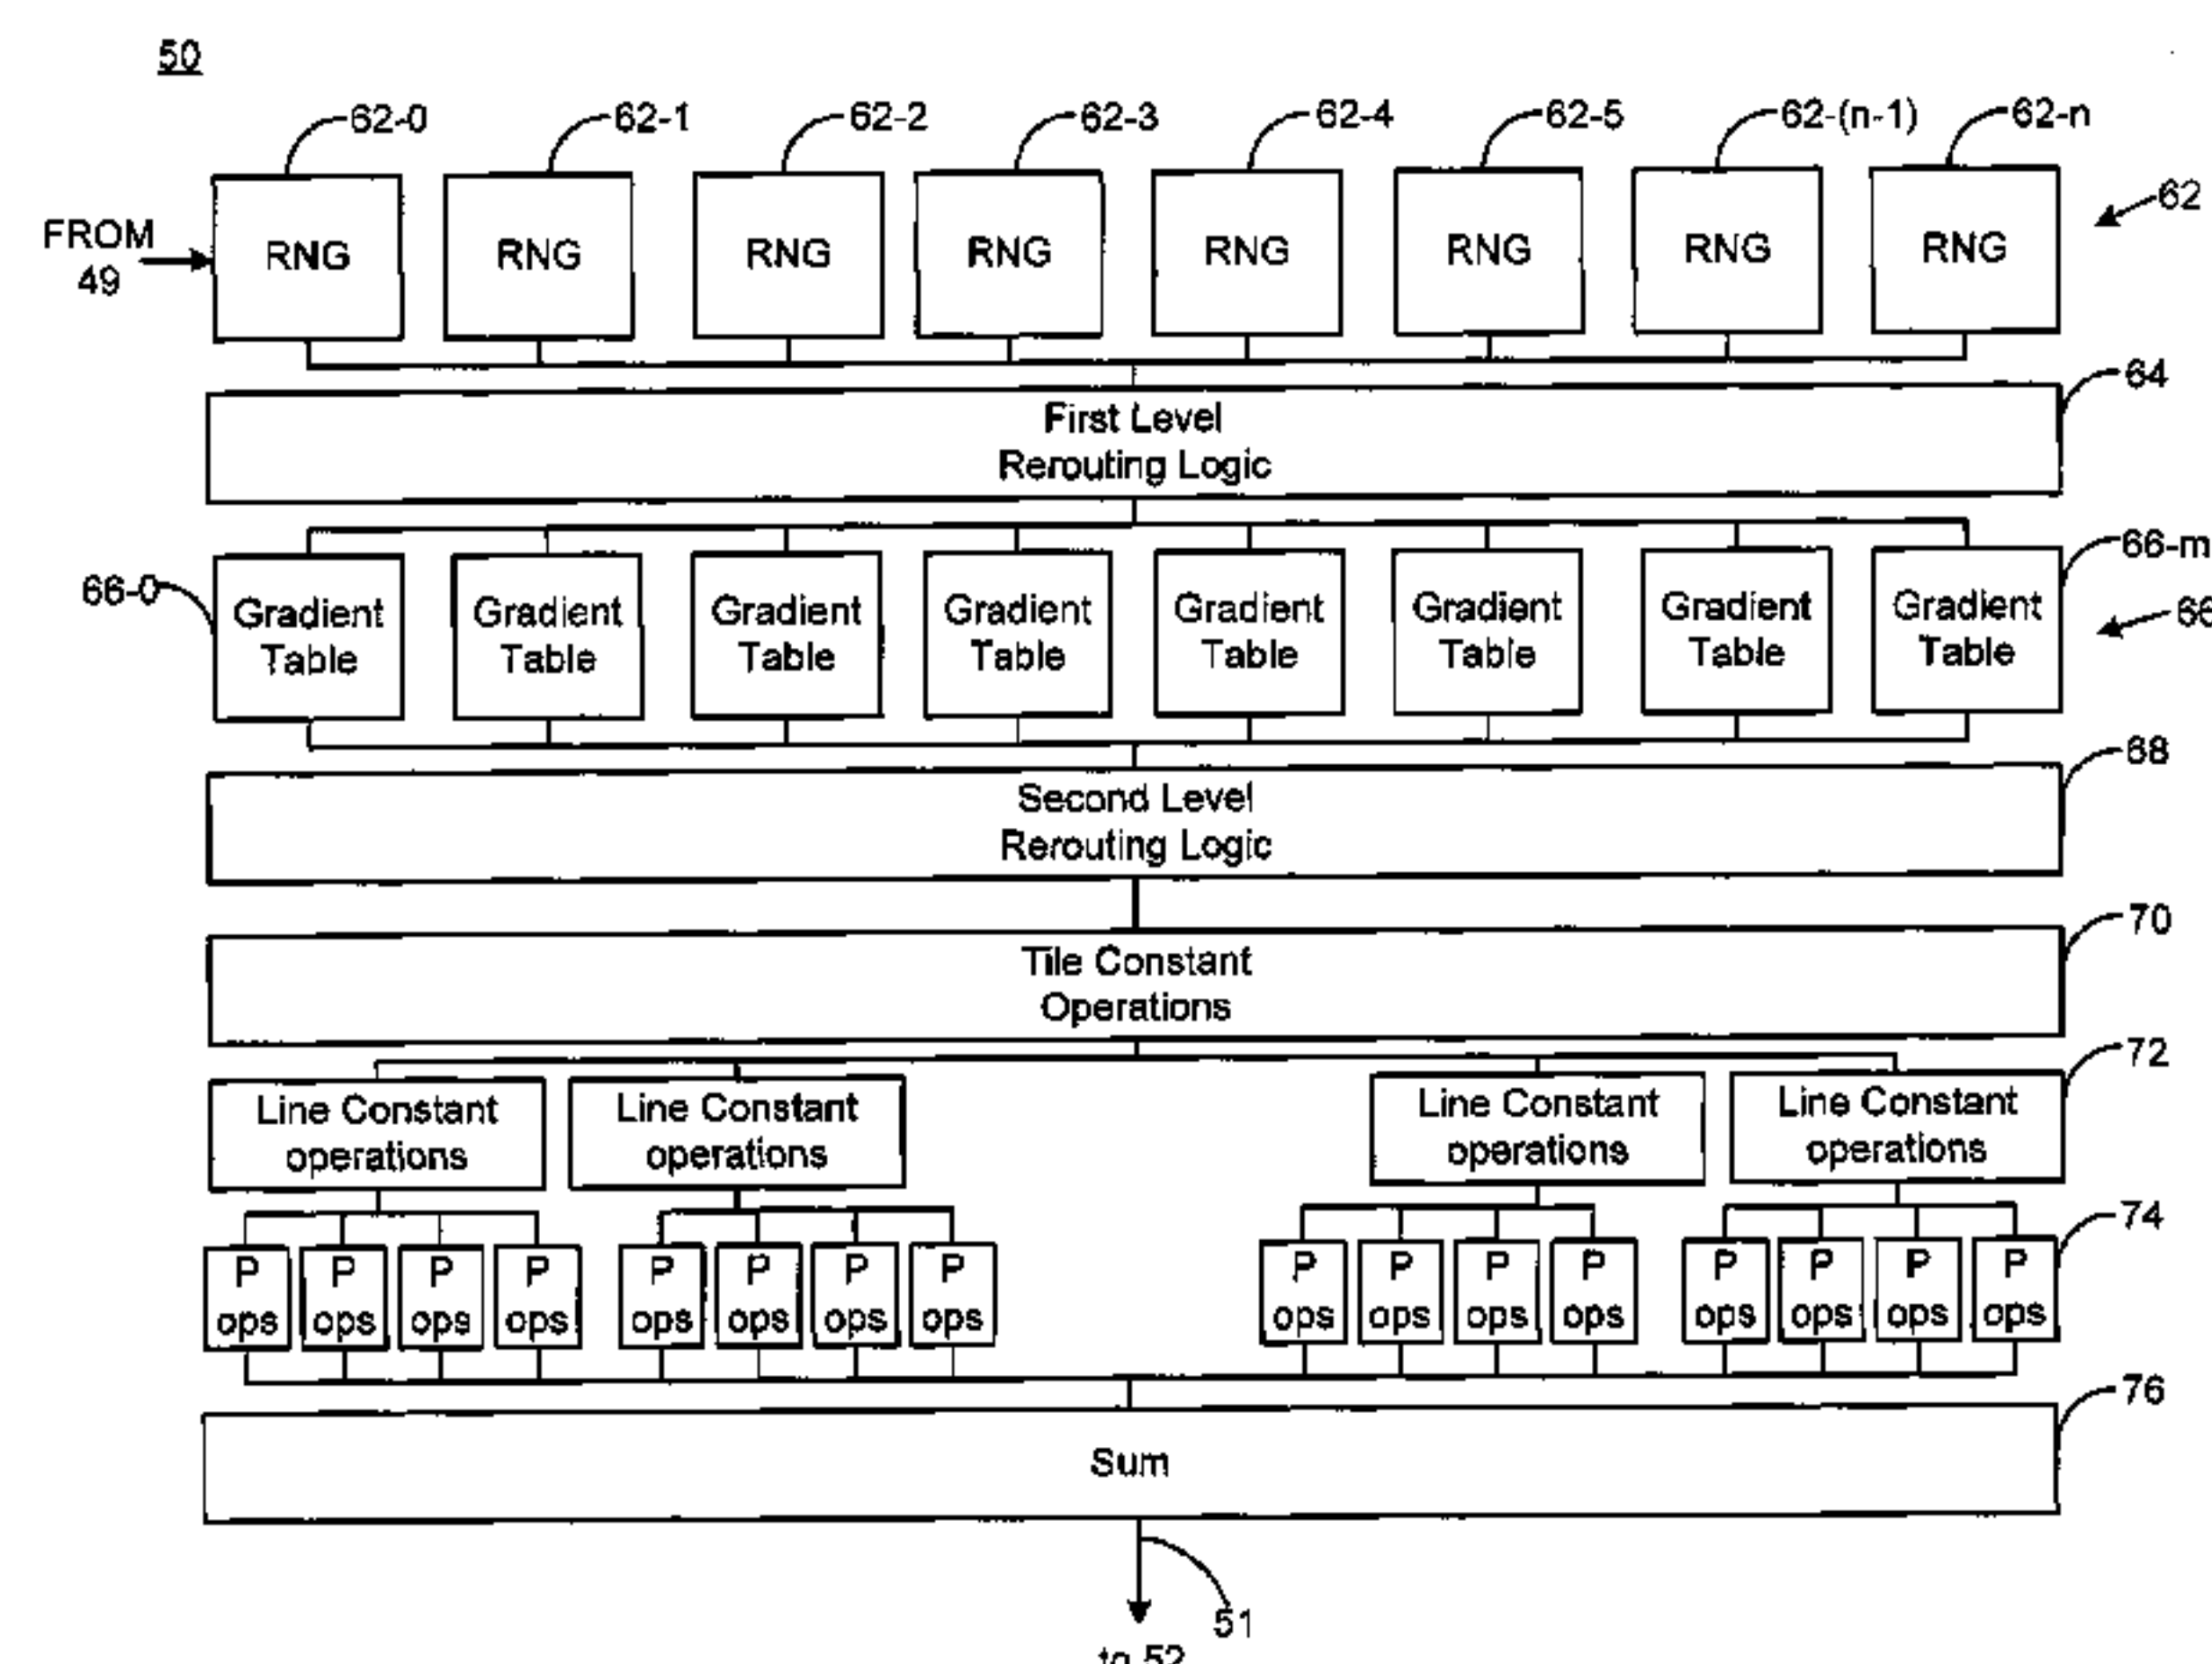 50
62-0 62-1 62-2 62-3 62-4 62-5 62-(n-1) 62-n
FROM
49
RNG RNG RNG RNG RNG RNG RNG RNG
62
64
First Level
Rerouting Logic
66-0
66-m
66
Gradient Gradient Gradient Gradient Gradient Gradient Gradient Gradient
Table Table Table Table Table Table Table Table
68
Second Level
Rerouting Logic
70
Tile Constant
Operations
72
Line Constant Line Constant Line Constant Line Constant
operations operations operations operations
74
P P P P P P P P P P P P P P P P
ops ops ops ops ops ops ops ops ops ops ops ops ops ops ops ops
76
Sum
51
to 52